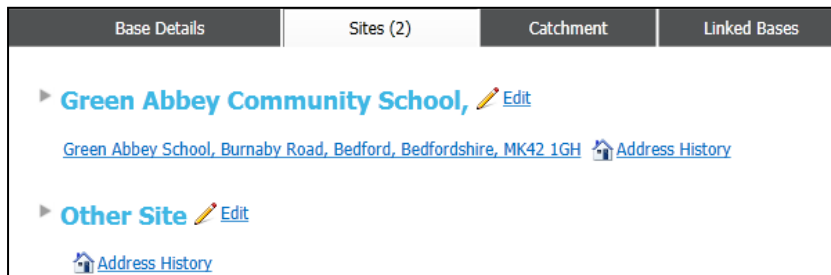 Base Details Sites (2) Catchment Linked Bases
Green Abbey Community School, Edit
Green Abbey School, Burnaby Road, Bedford, Bedfordshire, MK42 1GH Address History
Other Site Edit
Address History